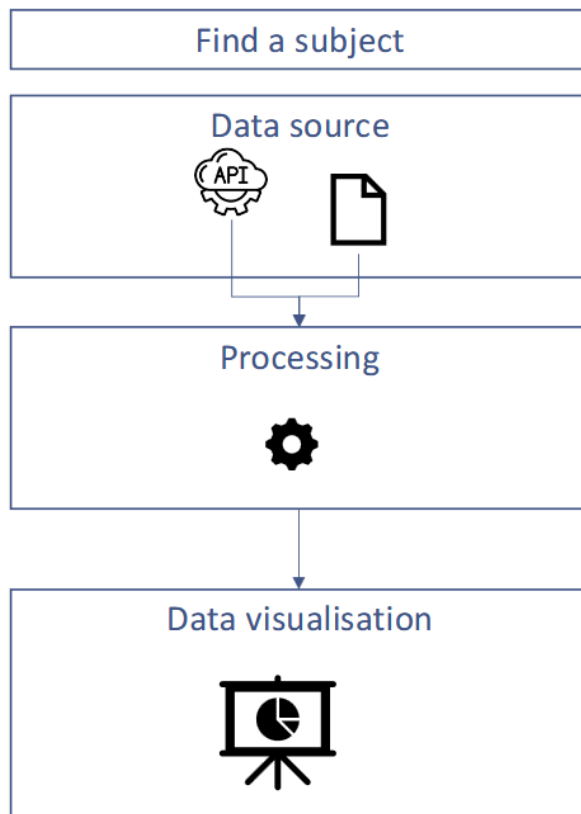 Find a subject
Data source
API
Processing
Data visualisation